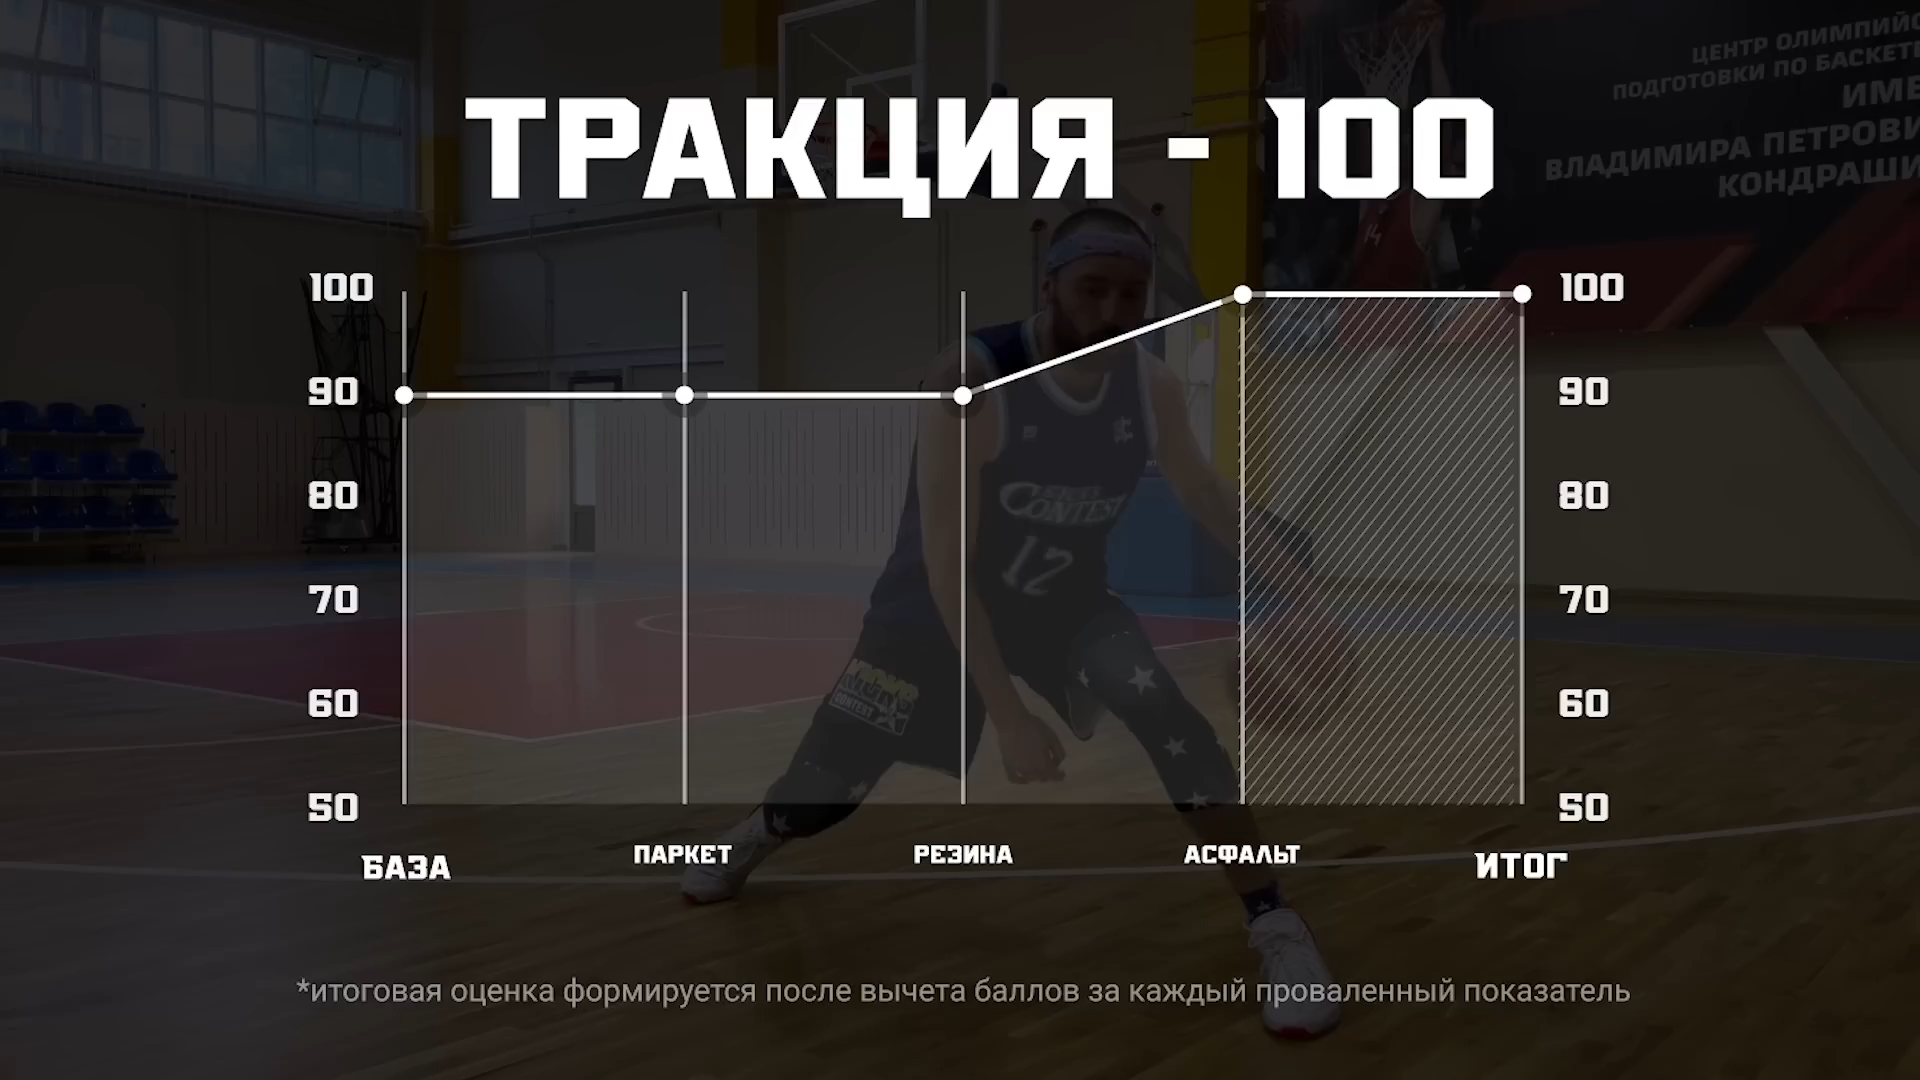 ЦЕНТР ОЛИМПИЙС
ПОДГОТОВКИ ПО БАСКЕТ
ИМЕ
ВЛАДИМИРА ПЕТРОВИ
КОНДРАШИ
ТРАКЦИЯ - 100
14
100 100
90 90
80 80
70 70
60 60
50 50
CONTEST
12
CONTEST
БАЗА ПАРКЕТ РЕЗИНА АСФАЛЬТ ИТОГ
*итоговая оценка формируется после вычета баллов за каждый проваленный показатель